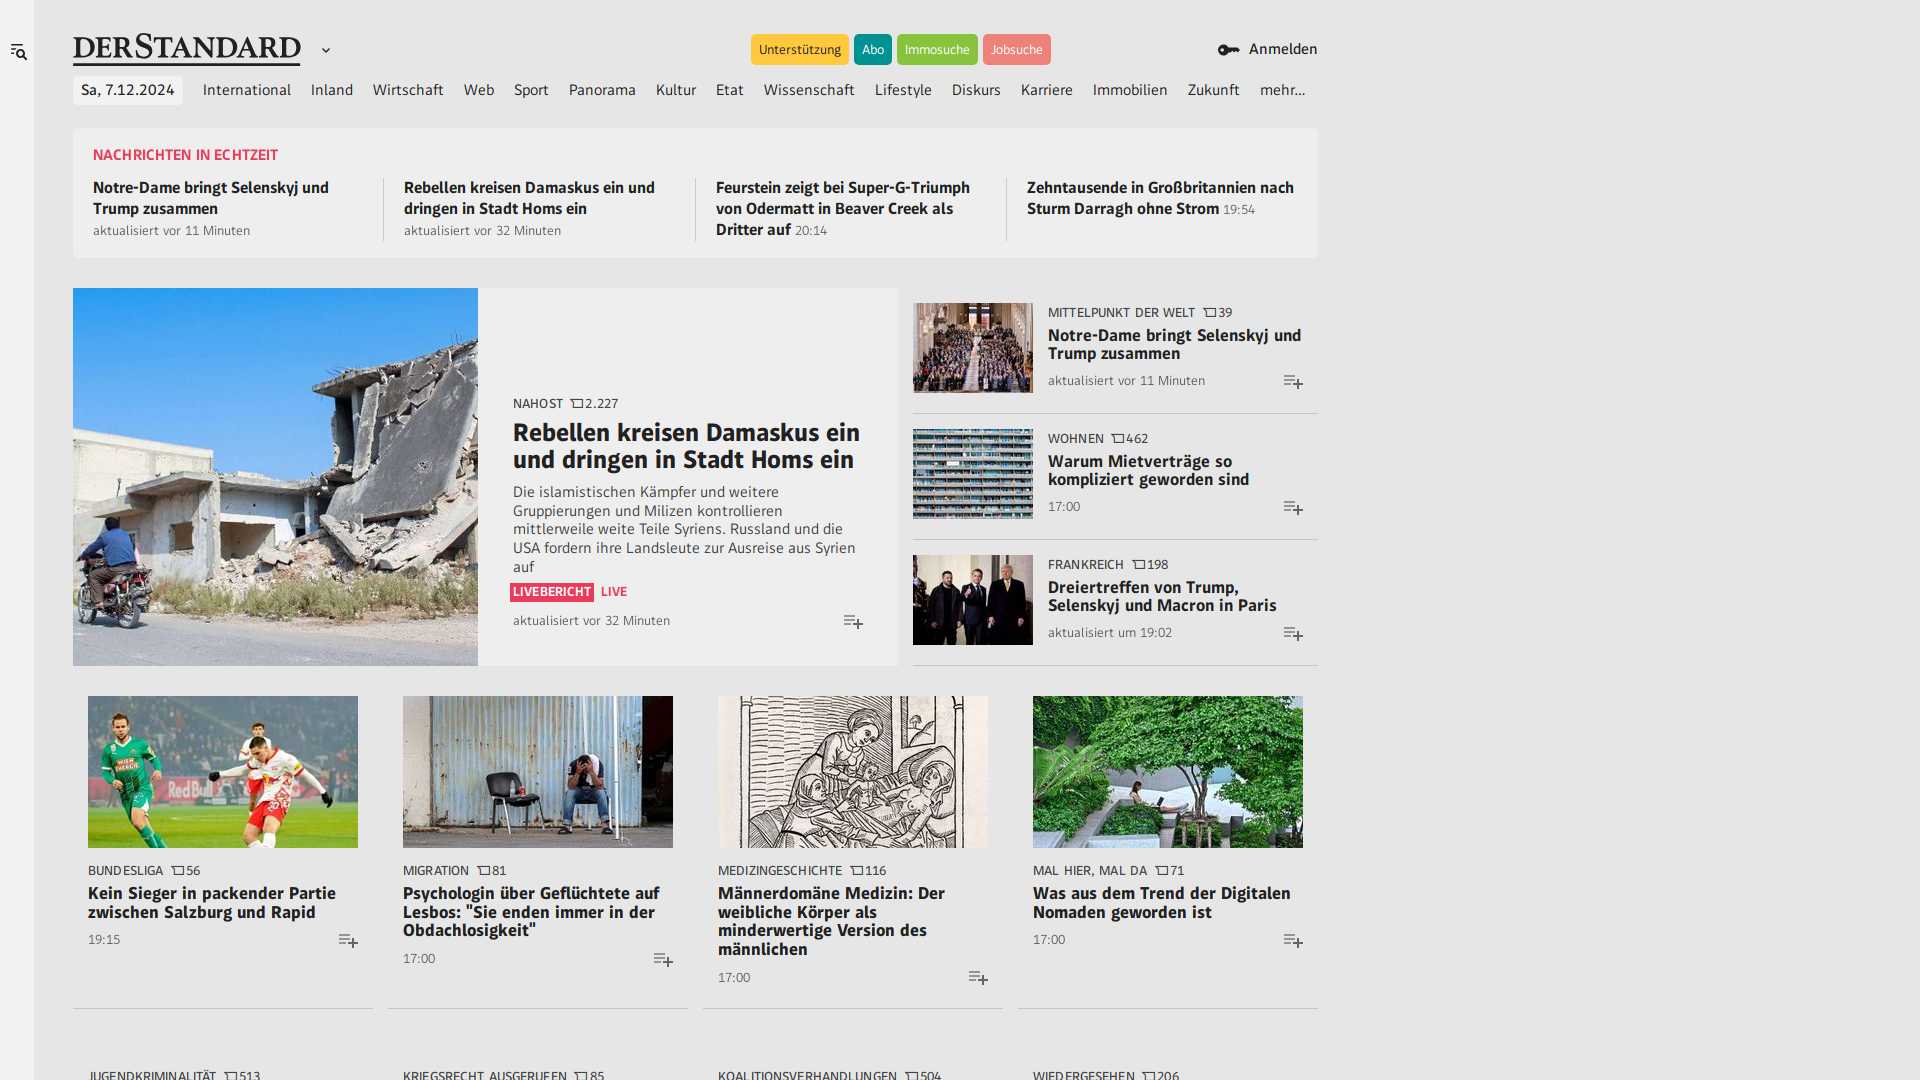 DERSTANDARD
Unterstützung
Abo
Immosuche
Jobsuche
Anmelden
Sa, 7.12.2024
International
Inland
Wirtschaft
Web
Sport
Panorama
Kultur
Etat
Wissenschaft
Lifestyle
Diskurs
Karriere
Immobilien
Zukunft
mehr...
NACHRICHTEN IN ECHTZEIT
Notre-Dame bringt Selenskyj und
Trump zusammen
aktualisiert vor 11 Minuten
Rebellen kreisen Damaskus ein und
dringen in Stadt Homs ein
aktualisiert vor 32 Minuten
Feurstein zeigt bei Super-G-Triumph
von Odermatt in Beaver Creek als
Dritter auf 20:14
Zehntausende in Großbritannien nach
Sturm Darragh ohne Strom 19:54
NAHOST 2.227
Rebellen kreisen Damaskus ein
und dringen in Stadt Homs ein
Die islamistischen Kämpfer und weitere
Gruppierungen und Milizen kontrollieren
mittlerweile weite Teile Syriens. Russland und die
USA fordern ihre Landsleute zur Ausreise aus Syrien
auf
LIVEBERICHT LIVE
aktualisiert vor 32 Minuten
MITTELPUNKT DER WELT 39
Notre-Dame bringt Selenskyj und
Trump zusammen
aktualisiert vor 11 Minuten
WOHNEN 462
Warum Mietverträge so
kompliziert geworden sind
17:00
FRANKREICH 198
Dreiertreffen von Trump,
Selenskyj und Macron in Paris
aktualisiert um 19:02
WIEN
ENERGIE
Red Bull
BUNDESLIGA 56
Kein Sieger in packender Partie
zwischen Salzburg und Rapid
19:15
MIGRATION 81
Psychologin über Geflüchtete auf
Lesbos: "Sie enden immer in der
Obdachlosigkeit"
17:00
MEDIZINGESCHICHTE 116
Männerdomäne Medizin: Der
weibliche Körper als
minderwertige Version des
männlichen
17:00
MAL HIER, MAL DA 71
Was aus dem Trend der Digitalen
Nomaden geworden ist
17:00
JUGENDKRIMINALITÄT 513
KRIEGSRECHT AUSGERUFEN 85
KOALITIONSVERHANDLUNGEN 504
WIEDERGESEHEN 206